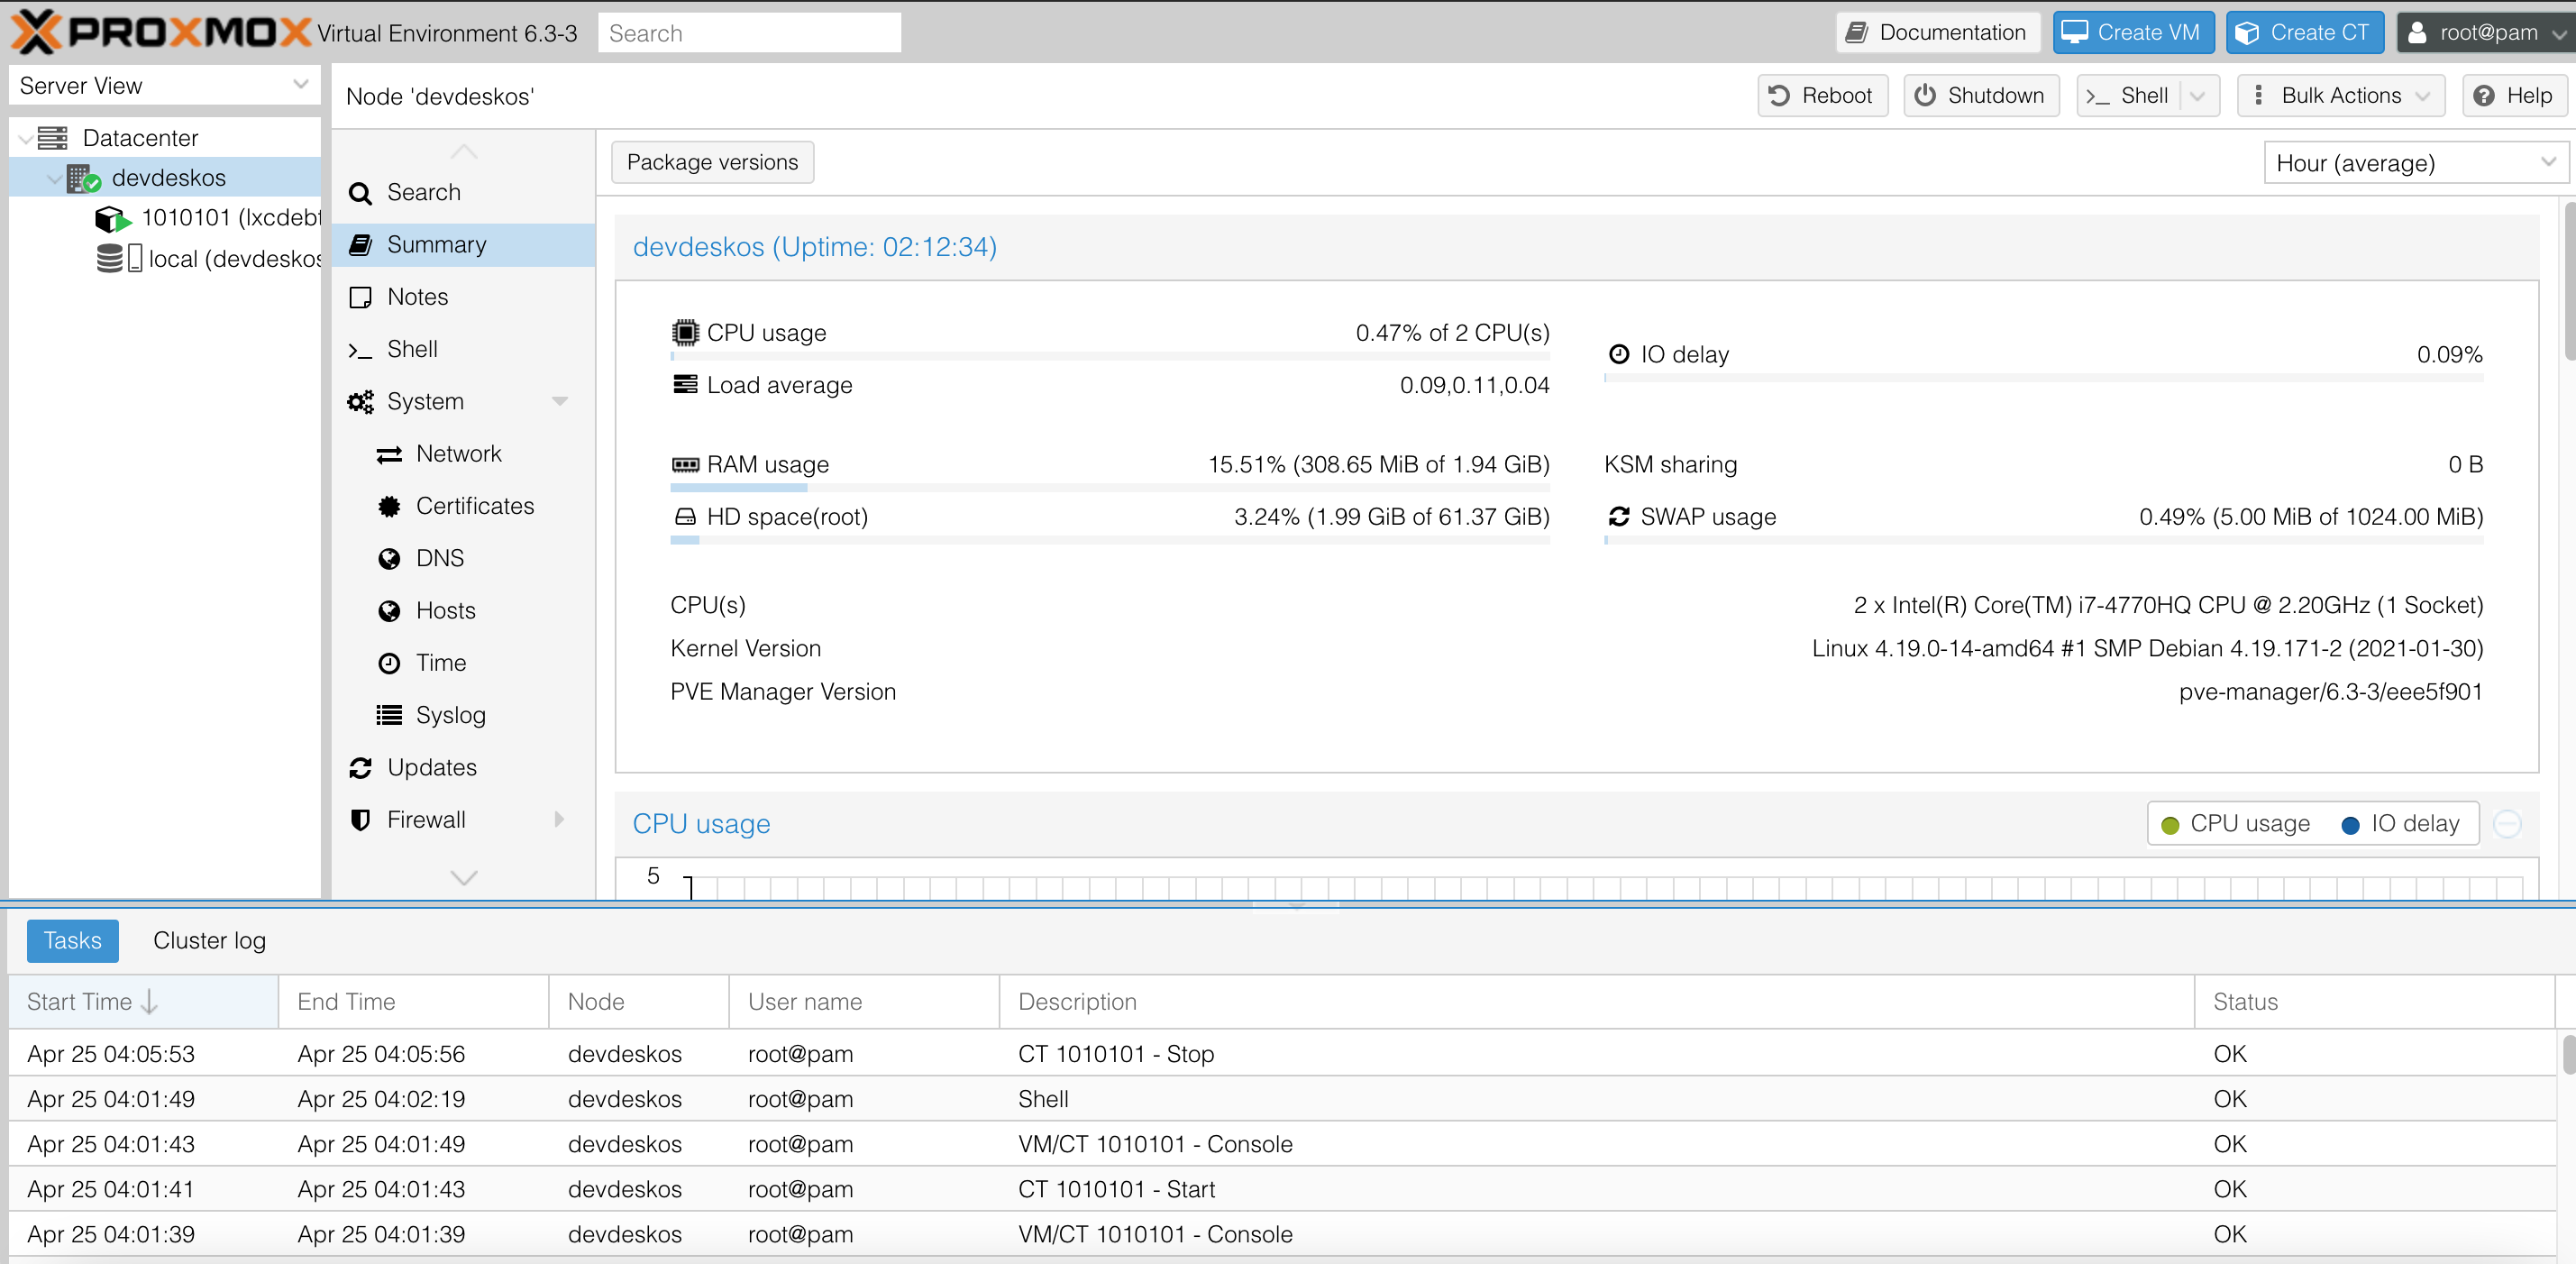 PROXMOX Virtual Environment 6.3-3 Search Documentation Create VM Create CT root@pam
Server View
Datacenter
devdeskos
1010101 (lxcdebt
local (devdeskos
Node 'devdeskos' Reboot Shutdown Shell Bulk Actions Help
Search
Summary
Notes
Shell
System
Network
Certificates
DNS
Hosts
Time
Syslog
Updates
Firewall
Package versions Hour (average)
devdeskos (Uptime: 02:12:34)
CPU usage 0.47% of 2 CPU(s)
IO delay 0.09%
Load average 0.09,0.11,0.04
RAM usage 15.51% (308.65 MiB of 1.94 GiB)
KSM sharing 0 B
HD space(root) 3.24% (1.99 GiB of 61.37 GiB)
SWAP usage 0.49% (5.00 MiB of 1024.00 MiB)
CPU(s) 2 x Intel(R) Core(TM) i7-4770HQ CPU @ 2.20GHz (1 Socket)
Kernel Version Linux 4.19.0-14-amd64 #1 SMP Debian 4.19.171-2 (2021-01-30)
PVE Manager Version pve-manager/6.3-3/eee5f901
CPU usage CPU usage IO delay
5
Tasks Cluster log
Start Time End Time Node User name Description Status
Apr 25 04:05:53 Apr 25 04:05:56 devdeskos root@pam CT 1010101 - Stop OK
Apr 25 04:01:49 Apr 25 04:02:19 devdeskos root@pam Shell OK
Apr 25 04:01:43 Apr 25 04:01:49 devdeskos root@pam VM/CT 1010101 - Console OK
Apr 25 04:01:41 Apr 25 04:01:43 devdeskos root@pam CT 1010101 - Start OK
Apr 25 04:01:39 Apr 25 04:01:39 devdeskos root@pam VM/CT 1010101 - Console OK